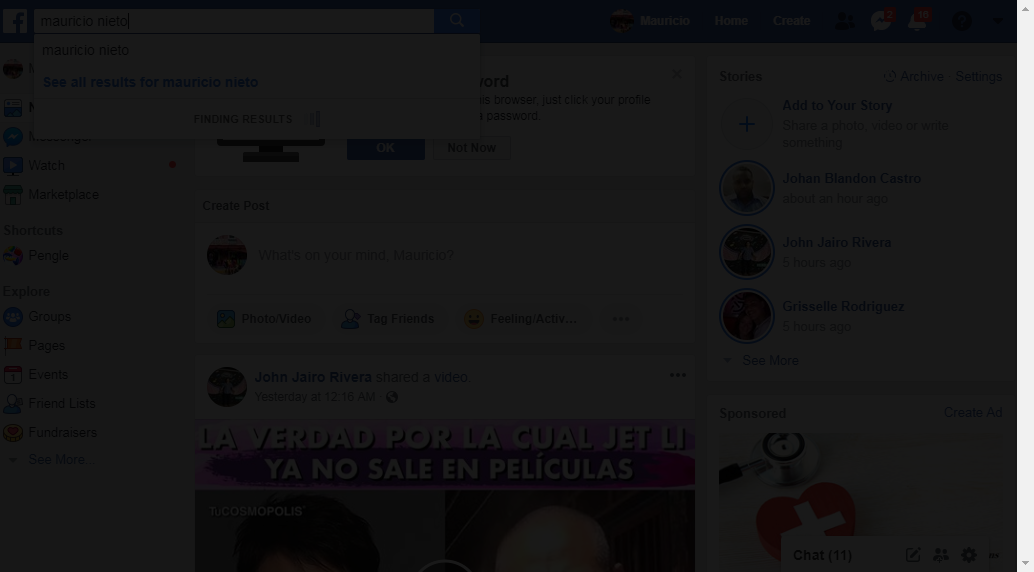 mauricio nieto
Mauricio
Home
Create
2
10
mauricio nieto
See all results for mauricio nieto
FINDING RESULTS
word
is browser, just click your profile
a password.
OK
Not Now
Watch
Marketplace
Shortcuts
Pengle
Explore
Groups
Pages
Events
Friend Lists
Fundraisers
See More...
Create Post
What's on your mind, Mauricio?
Photo/Video
Tag Friends
Feeling/Activ...
John Jairo Rivera shared a video.
Yesterday at 12:16 AM
LA VERDAD POR LA CUAL JET LI
YA NO SALE EN PELÍCULAS
TUCOSMOPOLIS
Stories
Archive
Settings
Add to Your Story
Share a photo, video or write
something
Johan Blandon Castro
about an hour ago
John Jairo Rivera
5 hours ago
Grisselle Rodriguez
5 hours ago
See More
Sponsored
Create Ad
Chat (11)